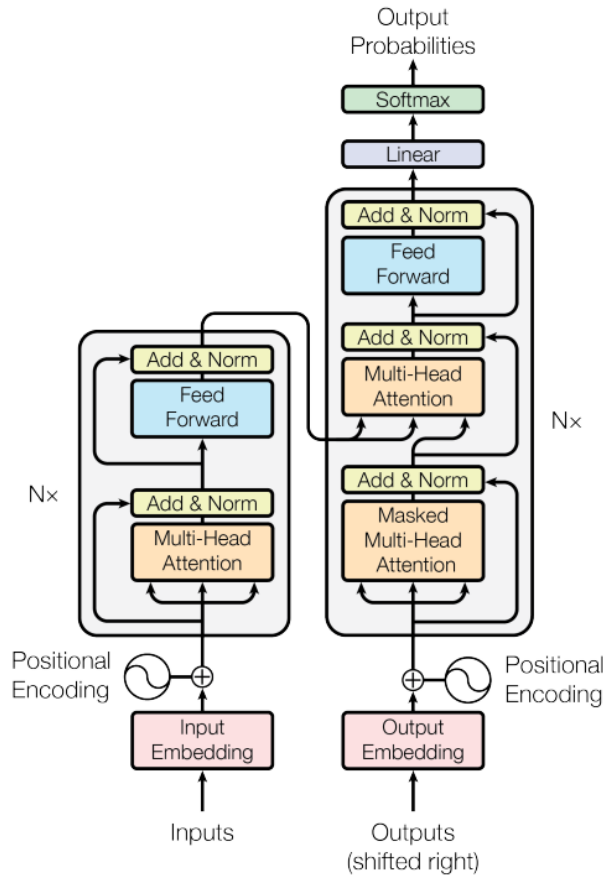 Output
Probabilities
Softmax
Linear
Add & Norm
Feed
Forward
Add & Norm
Multi-Head
Attention
Add & Norm
Masked
Multi-Head
Attention
Nx
Positional
Encoding
Output
Embedding
Outputs
(shifted right)
Add & Norm
Feed
Forward
Add & Norm
Multi-Head
Attention
Nx
Positional
Encoding
Input
Embedding
Inputs